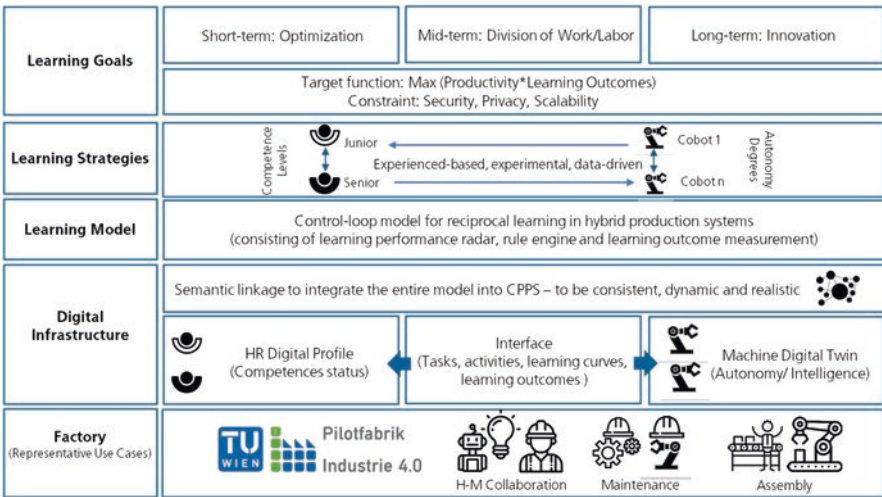 Learning Goals
Short-term: Optimization
Mid-term: Division of Work/Labor
Long-term: Innovation
Target function: Max (Productivity*Learning Outcomes)
Constraint: Security, Privacy, Scalability
Learning Strategies
Competence
Levels
Junior
Senior
Experienced-based, experimental, data-driven
Cobot 1
Cobot n
Autonomy
Degrees
Learning Model
Control-loop model for reciprocal learning in hybrid production systems
(consisting of learning performance radar, rule engine and learning outcome measurement)
Digital
Infrastructure
Semantic linkage to integrate the entire model into CPPS – to be consistent, dynamic and realistic
HR Digital Profile
(Competences status)
Interface
(Tasks, activities, learning curves,
learning outcomes )
Machine Digital Twin
(Autonomy/ Intelligence)
Factory
(Representative Use Cases)
TU
WIEN
Pilotfabrik
Industrie 4.0
H-M Collaboration
Maintenance
Assembly